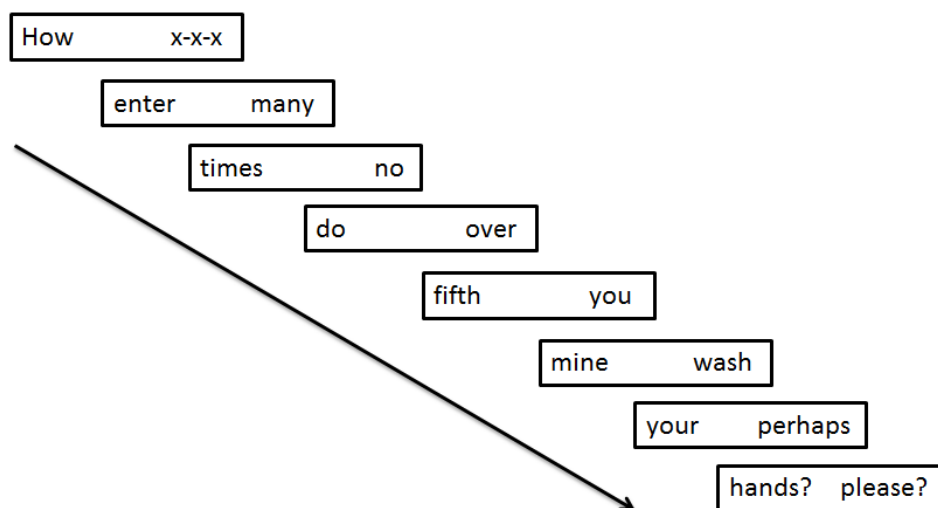 How x-x-x
enter many
times no
do over
fifth you
mine wash
your perhaps
hands? please?